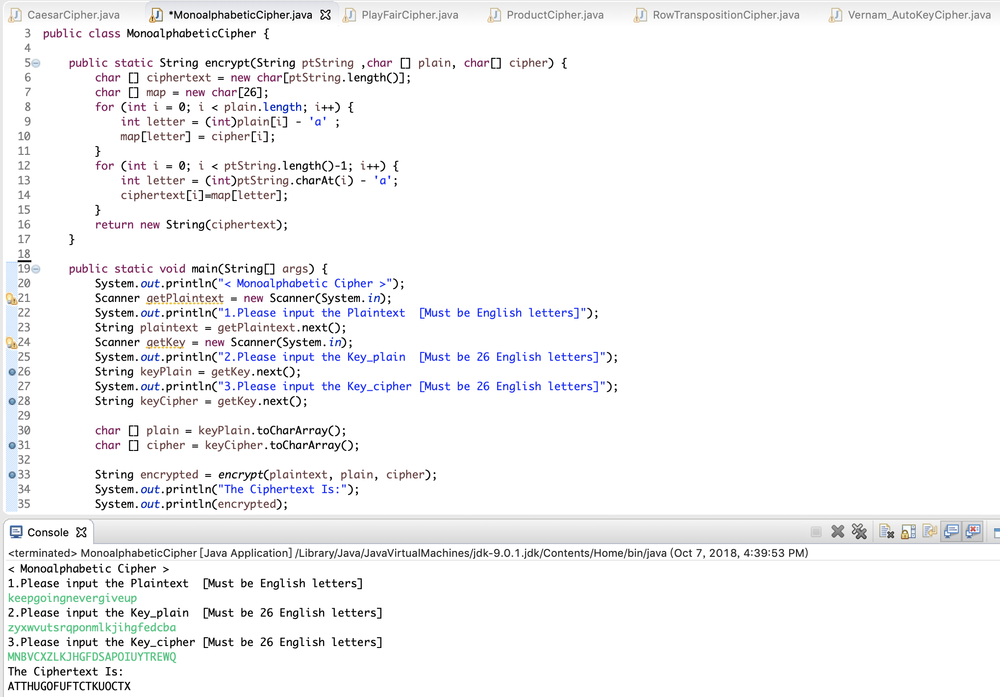 CaesarCipher.java *MonoalphabeticCipher.java PlayFairCipher.java ProductCipher.java RowTranspositionCipher.java Vernam_AutoKeyCipher.java
3 public class MonoalphabeticCipher {
4
5 public static String encrypt(String ptString ,char [] plain, char[] cipher) {
6 char [] ciphertext = new char[ptString.length()];
7 char [] map = new char[26];
8 for (int i = 0; i < plain.length; i++) {
9 int letter = (int)plain[i] - 'a' ;
10 map[letter] = cipher[i];
11 }
12 for (int i = 0; i < ptString.length()-1; i++) {
13 int letter = (int)ptString.charAt(i) - 'a';
14 ciphertext[i]=map[letter];
15 }
16 return new String(ciphertext);
17 }
18
19 public static void main(String[] args) {
20 System.out.println("< Monoalphabetic Cipher >");
21 Scanner getPlaintext = new Scanner(System.in);
22 System.out.println("1.Please input the Plaintext  [Must be English letters]");
23 String plaintext = getPlaintext.next();
24 Scanner getKey = new Scanner(System.in);
25 System.out.println("2.Please input the Key_plain  [Must be 26 English letters]");
26 String keyPlain = getKey.next();
27 System.out.println("3.Please input the Key_cipher [Must be 26 English letters]");
28 String keyCipher = getKey.next();
29
30 char [] plain = keyPlain.toCharArray();
31 char [] cipher = keyCipher.toCharArray();
32
33 String encrypted = encrypt(plaintext, plain, cipher);
34 System.out.println("The Ciphertext Is:");
35 System.out.println(encrypted);
Console
<terminated> MonoalphabeticCipher [Java Application] /Library/Java/JavaVirtualMachines/jdk-9.0.1.jdk/Contents/Home/bin/java (Oct 7, 2018, 4:39:53 PM)
< Monoalphabetic Cipher >
1.Please input the Plaintext  [Must be English letters]
keepgoingnevergiveup
2.Please input the Key_plain  [Must be 26 English letters]
zyxwvutsrqponmlkjihgfedcba
3.Please input the Key_cipher [Must be 26 English letters]
MNBVCXZLKJHGFDSAPOIUYTREWQ
The Ciphertext Is:
ATTHUGOFUFTCTKUOCTX